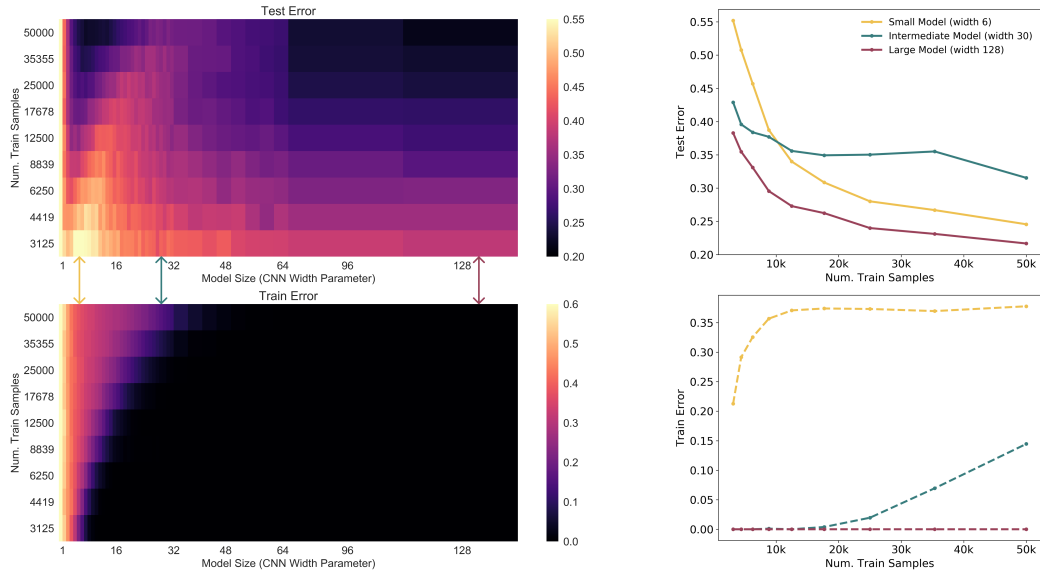 Test Error
50000
35355
25000
17678
12500
8839
6250
4419
3125
Num. Train Samples
1 16 32 48 64 96 128
Model Size (CNN Width Parameter)
0.55
0.50
0.45
0.40
0.35
0.30
0.25
0.20
Train Error
50000
35355
25000
17678
12500
8839
6250
4419
3125
Num. Train Samples
1 16 32 48 64 96 128
Model Size (CNN Width Parameter)
0.6
0.5
0.4
0.3
0.2
0.1
0.0
Small Model (width 6)
Intermediate Model (width 30)
Large Model (width 128)
0.55
0.50
0.45
0.40
0.35
0.30
0.25
0.20
Test Error
10k 20k 30k 40k 50k
Num. Train Samples
0.35
0.30
0.25
0.20
0.15
0.10
0.05
0.00
Train Error
10k 20k 30k 40k 50k
Num. Train Samples